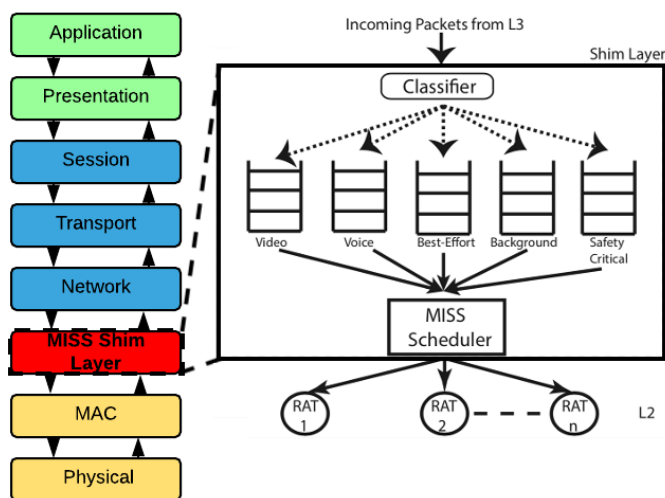 Application
Presentation
Session
Transport
Network
MISS Shim
Layer
MAC
Physical
Incoming Packets from L3
Shim Layer
Classifier
Video
Voice
Best-Effort
Background
Safety
Critical
MISS
Scheduler
RAT
1
RAT
2
RAT
n
L2